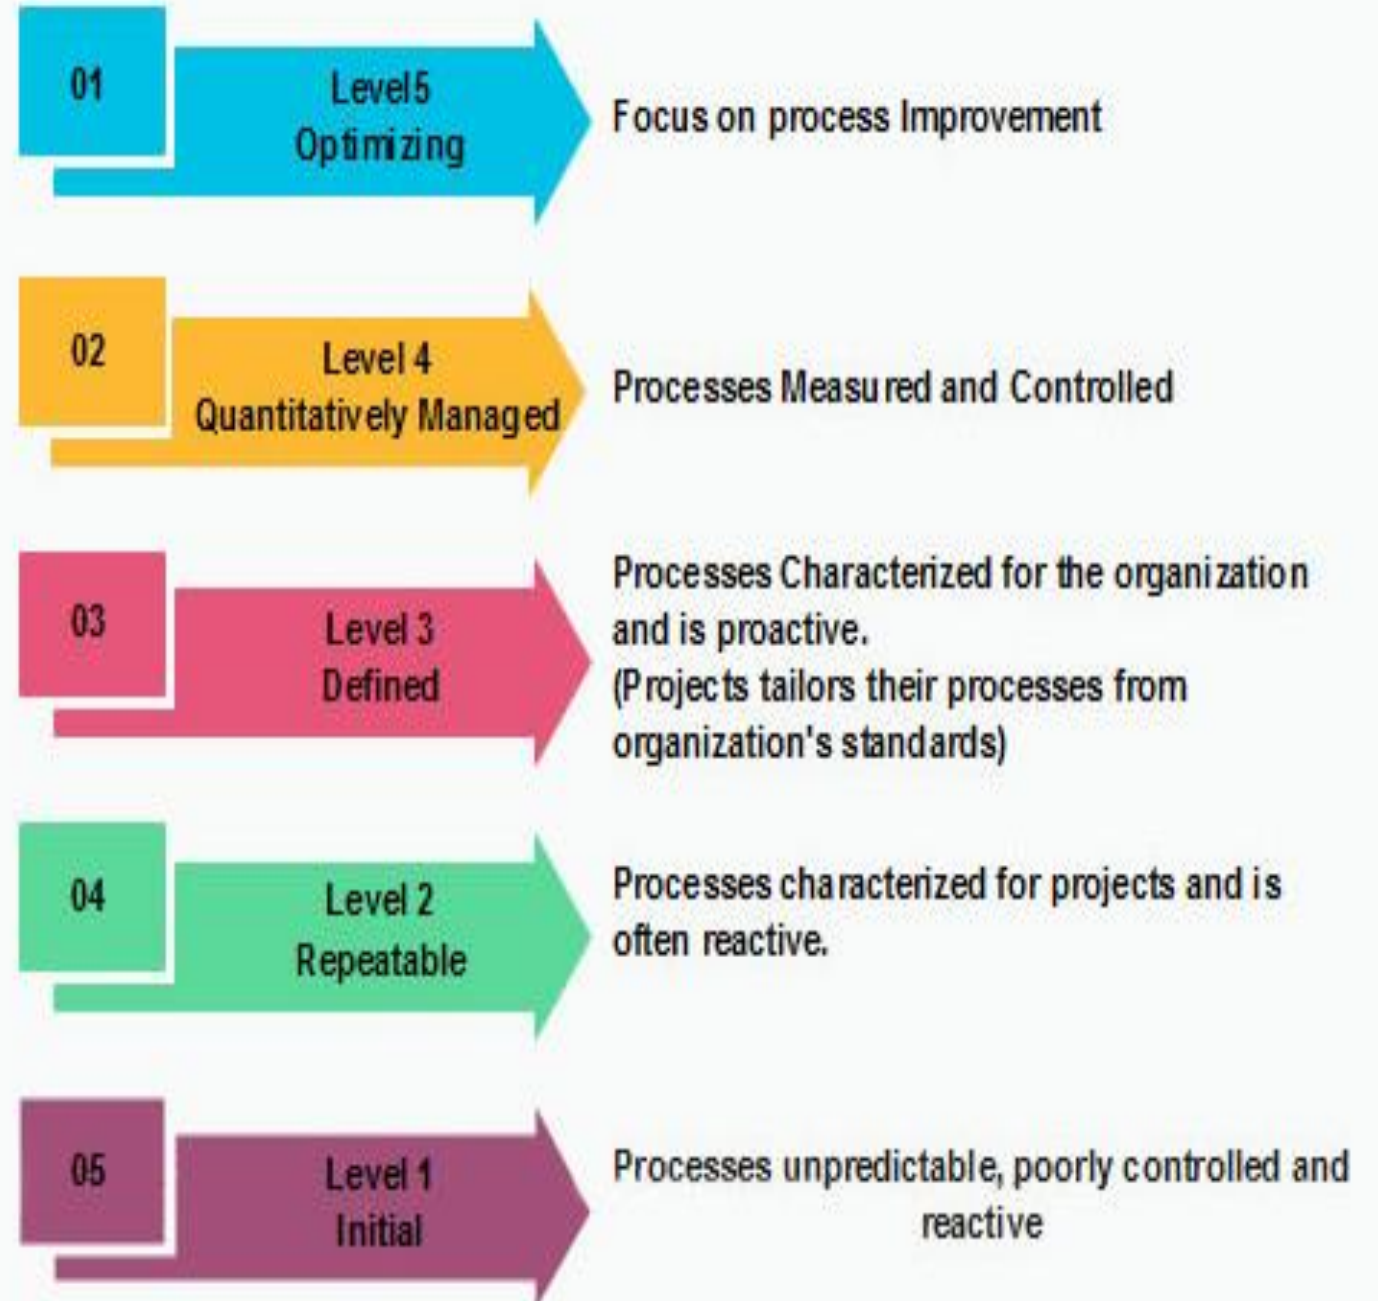 01
Level5
Optimizing
Focus on process Improvement
02
Level 4
Quantitatively Managed
Processes Measured and Controlled
03
Level 3
Defined
Processes Characterized for the organization
and is proactive.
(Projects tailors their processes from
organization's standards)
04
Level 2
Repeatable
Processes characterized for projects and is
often reactive.
05
Level 1
Initial
Processes unpredictable, poorly controlled and
reactive